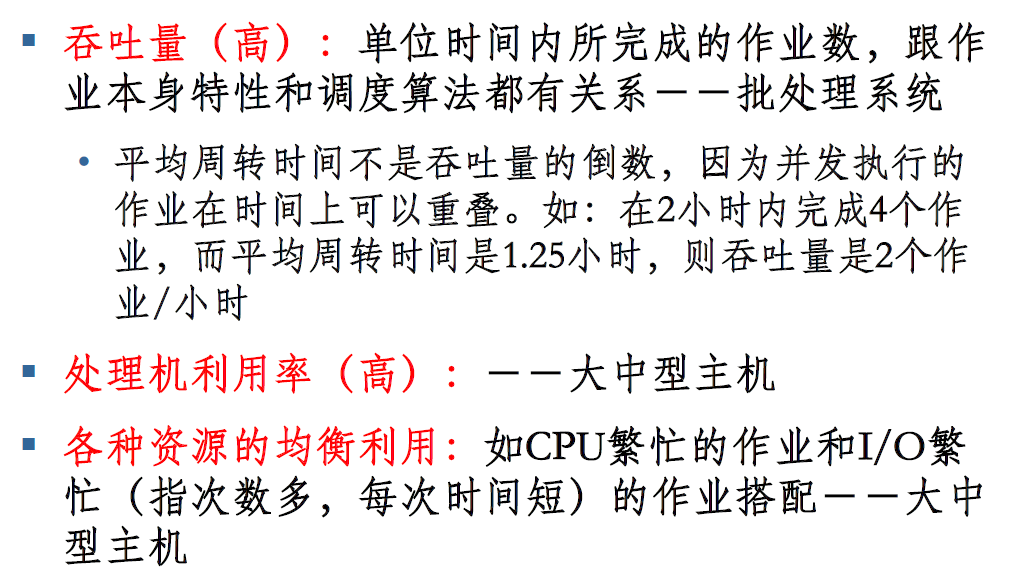 ▪ 吞吐量（高）：单位时间内所完成的作业数，跟作
业本身特性和调度算法都有关系－－批处理系统
• 平均周转时间不是吞吐量的倒数，因为并发执行的
作业在时间上可以重叠。如：在2小时内完成4个作
业，而平均周转时间是1.25小时，则吞吐量是2个作
业/小时
▪ 处理机利用率（高）：－－大中型主机
▪ 各种资源的均衡利用：如CPU繁忙的作业和I/O繁
忙（指次数多，每次时间短）的作业搭配－－大中
型主机